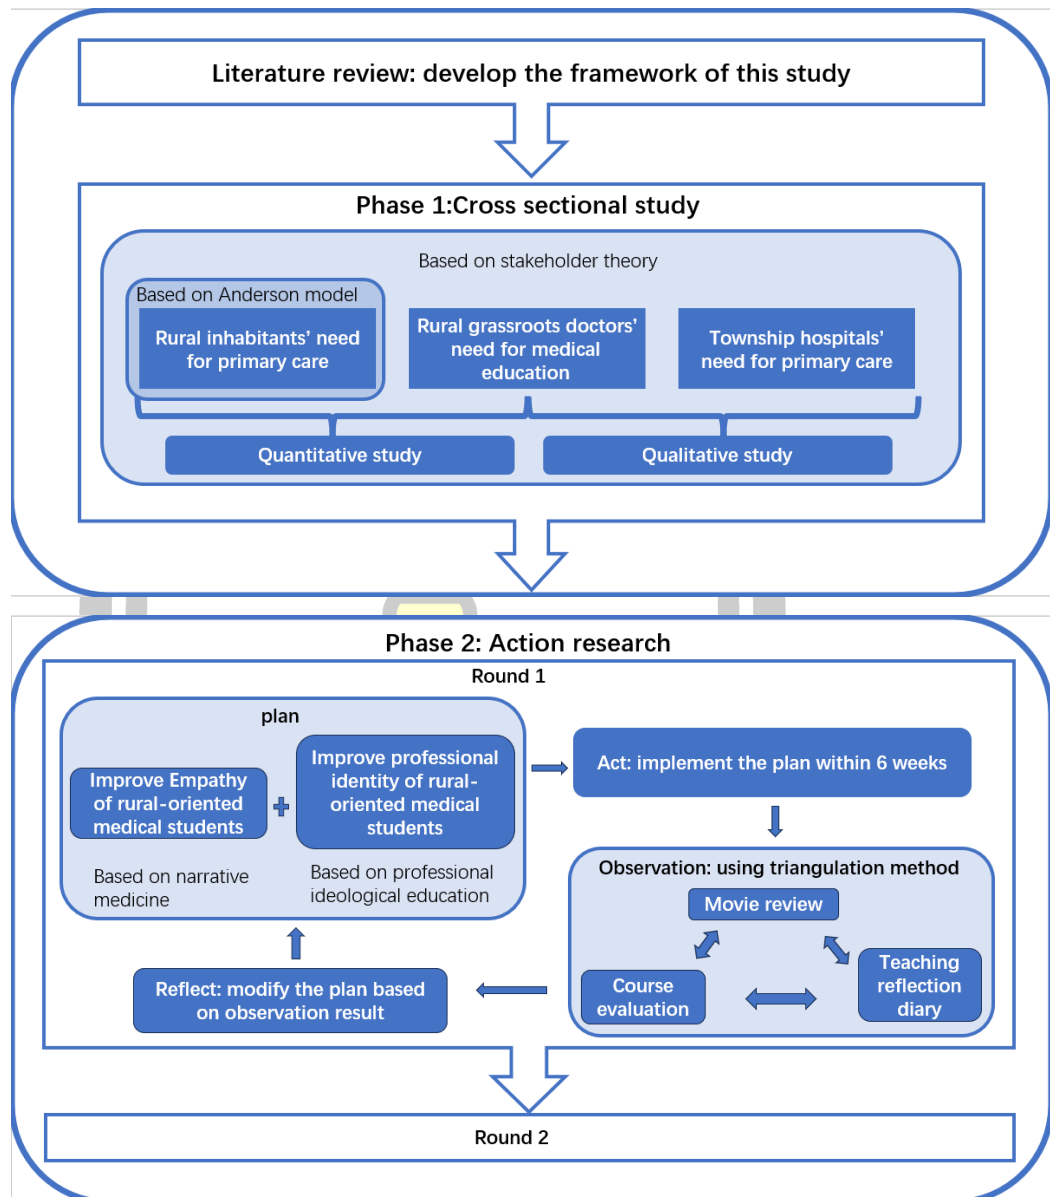 Literature review: develop the framework of this study
Phase 1:Cross sectional study
Based on stakeholder theory
Based on Anderson model
Rural inhabitants' need
for primary care
Rural grassroots doctors'
need for medical
education
Township hospitals'
need for primary care
Quantitative study
Qualitative study
Phase 2: Action research
Round 1
plan
Improve Empathy
of rural-oriented
medical students
Improve professional
identity of rural-
oriented medical
students
Based on narrative
medicine
Based on professional
ideological education
Act: implement the plan within 6 weeks
Observation: using triangulation method
Movie review
Course
evaluation
Teaching
reflection
diary
Reflect: modify the plan based
on observation result
Round 2